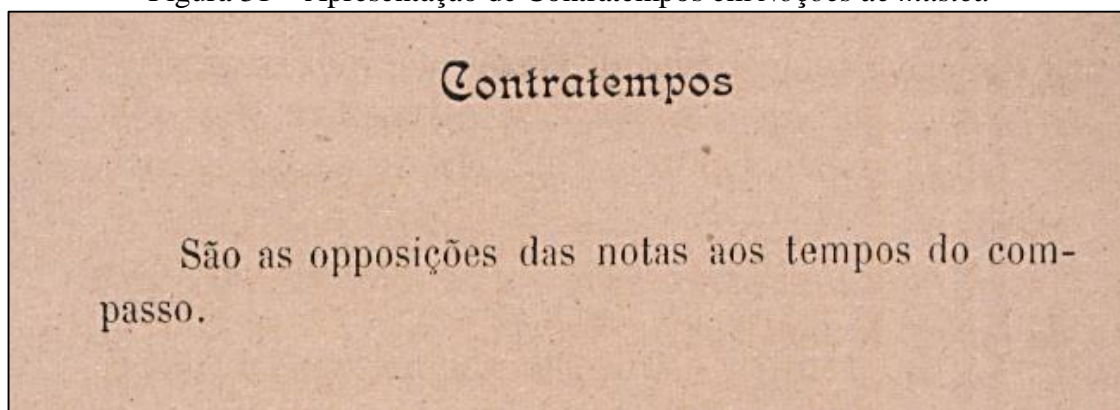 Contratempos
São as opposições das notas aos tempos do com-
passo.